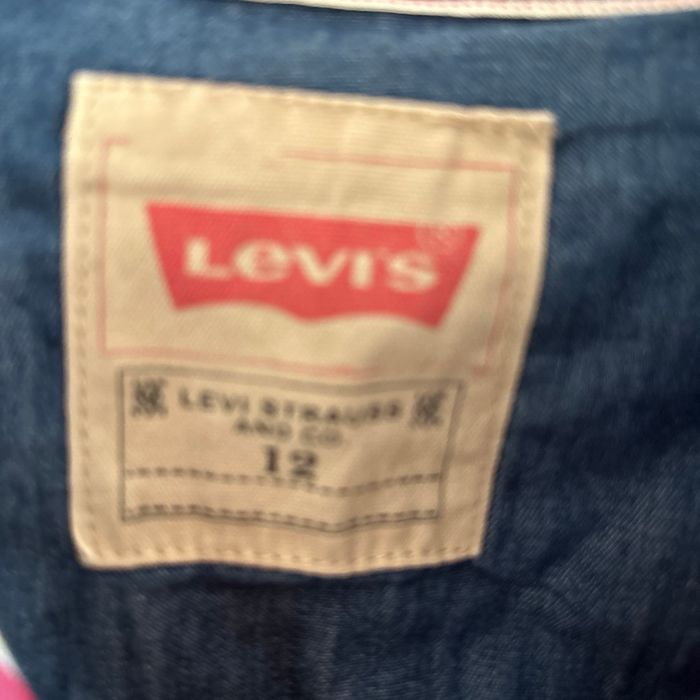 Levi's®
LEVI STRAUSS
AND CO.
12